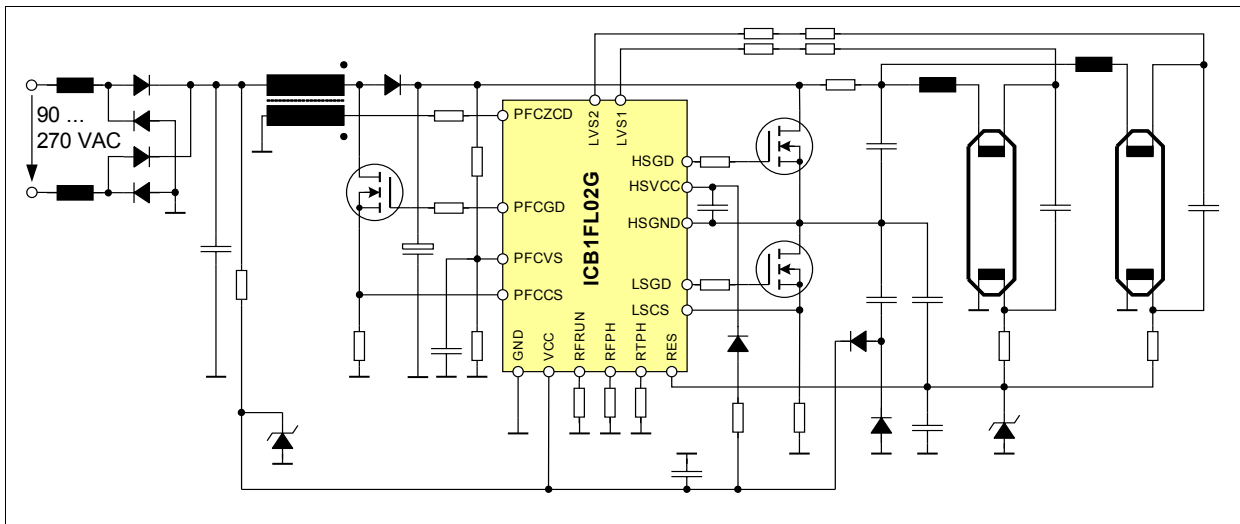 90 ...
270 VAC
PFCZCD
PFCGD
PFCVS
PFCCS
LVS2
LVS1
ICB1FL02G
HSGD
HSVCC
HSGND
LSGD
LSCS
GND
VCC
RFRUN
RFPH
RTPH
RES